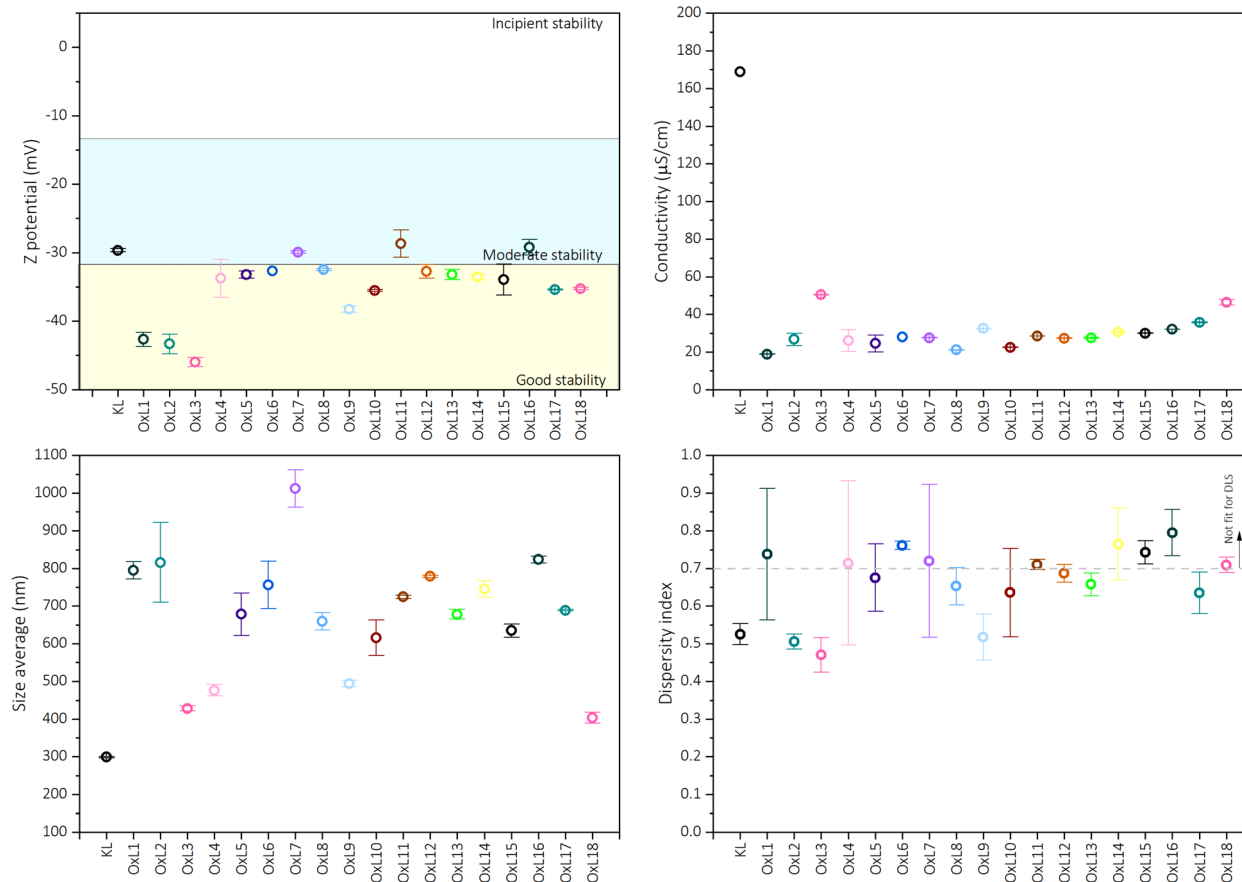 Incipient stability
0
-10
-20
-30
-40
-50
Z potential (mV)
Moderate stability
Good stability
KL
OxL1
OxL2
OxL3
OxL4
OxL5
OxL6
OxL7
OxL8
OxL9
OxL10
OxL11
OxL12
OxL13
OxL14
OxL15
OxL16
OxL17
OxL18
200
180
160
140
120
100
80
60
40
20
0
Conductivity (µS/cm)
KL
OxL1
OxL2
OxL3
OxL4
OxL5
OxL6
OxL7
OxL8
OxL9
OxL10
OxL11
OxL12
OxL13
OxL14
OxL15
OxL16
OxL17
OxL18
1100
1000
900
800
700
600
500
400
300
200
100
Size average (nm)
KL
OxL1
OxL2
OxL3
OxL4
OxL5
OxL6
OxL7
OxL8
OxL9
OxL10
OxL11
OxL12
OxL13
OxL14
OxL15
OxL16
OxL17
OxL18
1.0
0.9
0.8
0.7
0.6
0.5
0.4
0.3
0.2
0.1
0.0
Dispersity index
Not fit for DLS
KL
OxL1
OxL2
OxL3
OxL4
OxL5
OxL6
OxL7
OxL8
OxL9
OxL10
OxL11
OxL12
OxL13
OxL14
OxL15
OxL16
OxL17
OxL18